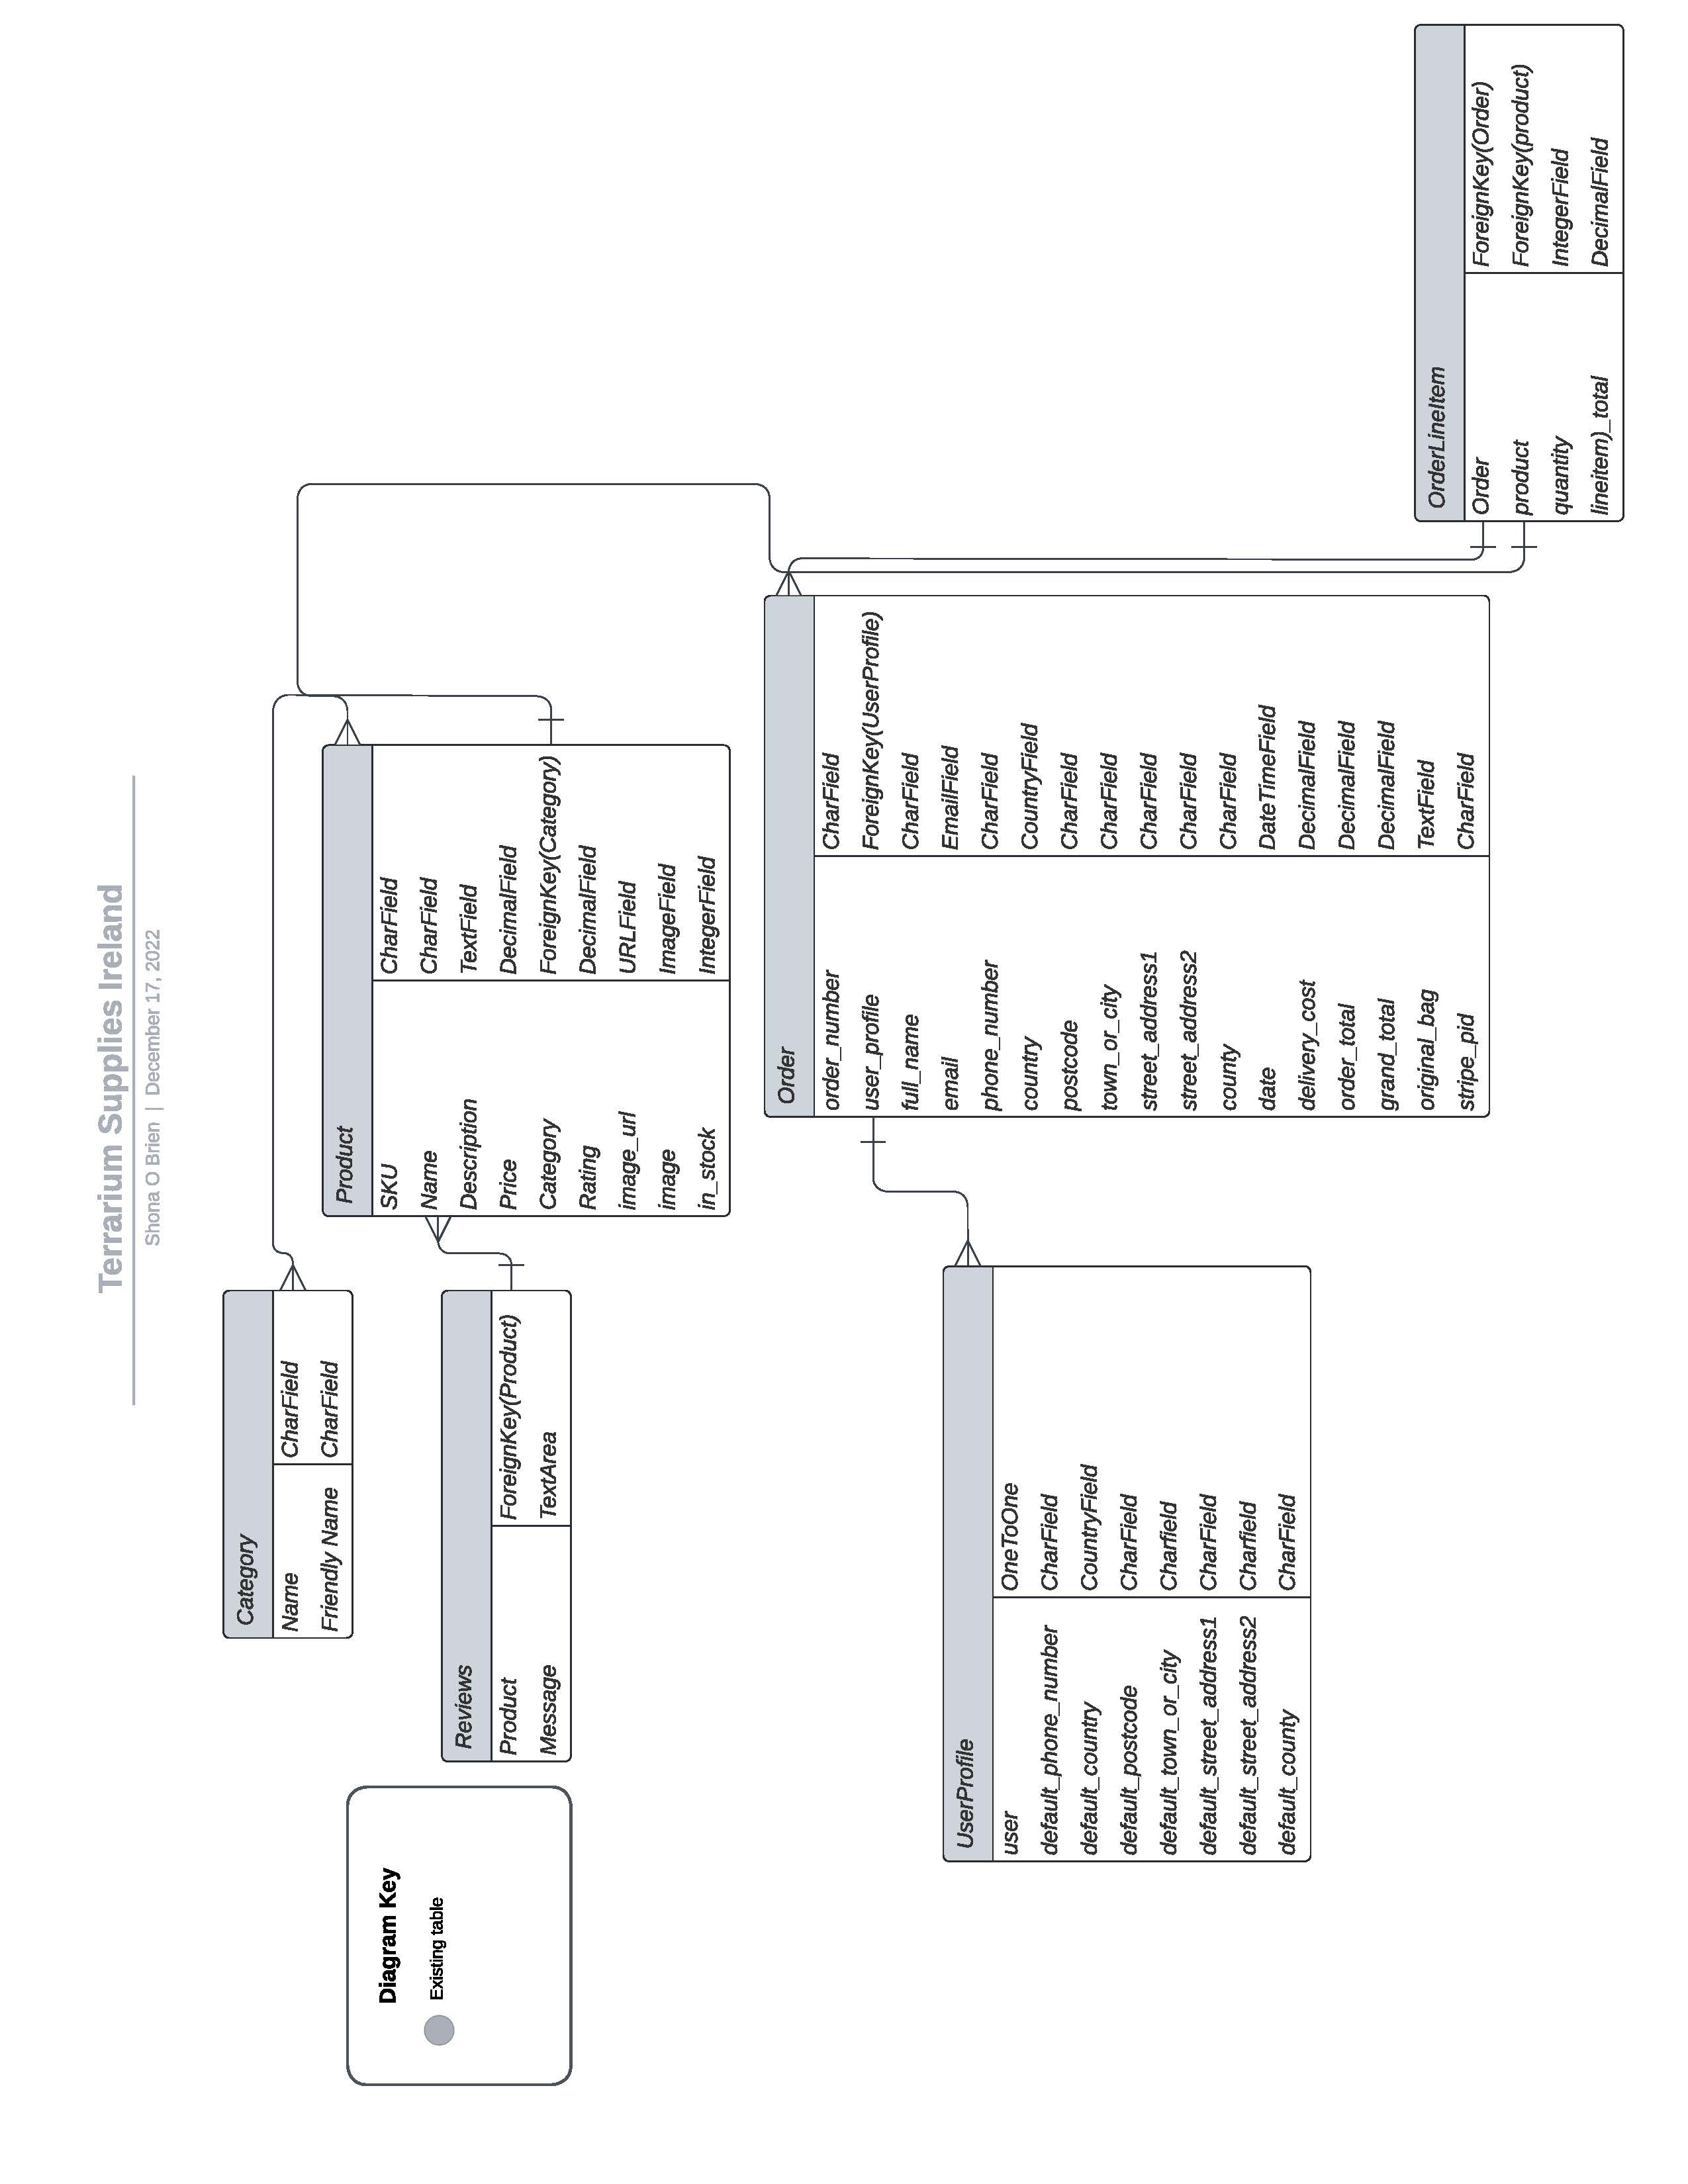 Terrarium Supplies Ireland
Shona O Brien | December 17, 2022
Diagram Key
Existing table
Category
Name CharField
Friendly Name CharField
Reviews
Product ForeignKey(Product)
Message TextArea
Product
SKU CharField
Name CharField
Description TextField
Price DecimalField
Category ForeignKey(Category)
Rating DecimalField
image_url URLField
image ImageField
in_stock IntegerField
UserProfile
user OneToOne
default_phone_number CharField
default_country CountryField
default_postcode CharField
default_town_or_city Charfield
default_street_address1 CharField
default_street_address2 Charfield
default_county CharField
Order
order_number CharField
user_profile ForeignKey(UserProfile)
full_name CharField
email EmailField
phone_number CharField
country CountryField
postcode CharField
town_or_city CharField
street_address1 CharField
street_address2 CharField
county CharField
date DateTimeField
delivery_cost DecimalField
order_total DecimalField
grand_total DecimalField
original_bag TextField
stripe_pid CharField
OrderLineItem
Order ForeignKey(Order)
product ForeignKey(product)
quantity IntegerField
lineitem)_total DecimalField